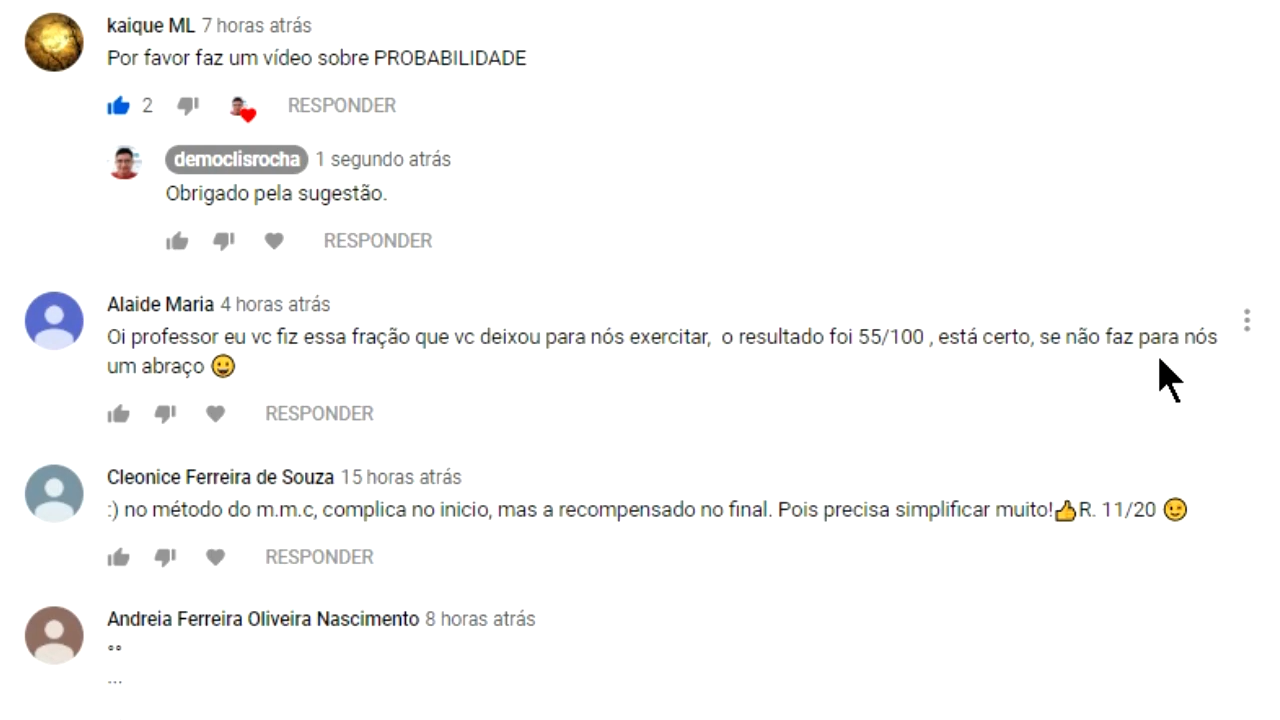 kaique ML 7 horas atrás
Por favor faz um vídeo sobre PROBABILIDADE
2 RESPONDER
democlisrocha 1 segundo atrás
Obrigado pela sugestão.
RESPONDER
Alaide Maria 4 horas atrás
Oi professor eu vc fiz essa fração que vc deixou para nós exercitar, o resultado foi 55/100 , está certo, se não faz para nós
um abraço 😀
RESPONDER
Cleonice Ferreira de Souza 15 horas atrás
:) no método do m.m.c, complica no inicio, mas a recompensado no final. Pois precisa simplificar muito!👍R. 11/20 😉
RESPONDER
Andreia Ferreira Oliveira Nascimento 8 horas atrás
°°
...